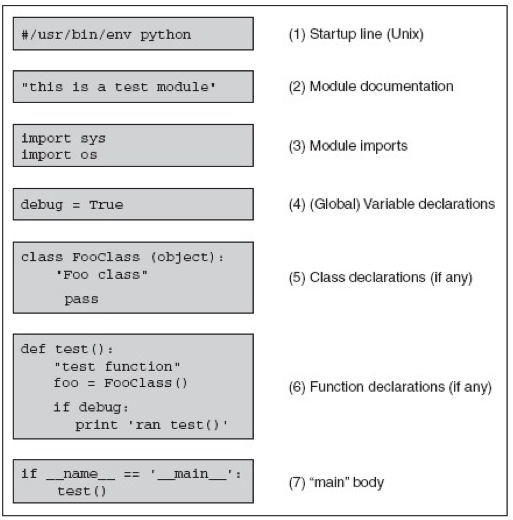 #/usr/bin/env python
(1) Startup line (Unix)
"this is a test module"
(2) Module documentation
import sys
import os
(3) Module imports
debug = True
(4) (Global) Variable declarations
class FooClass (object):
"Foo class"
pass
(5) Class declarations (if any)
def test():
"test function"
foo = FooClass()
if debug:
print 'ran test()'
(6) Function declarations (if any)
if __name__ == '__main__':
test()
(7) “main” body